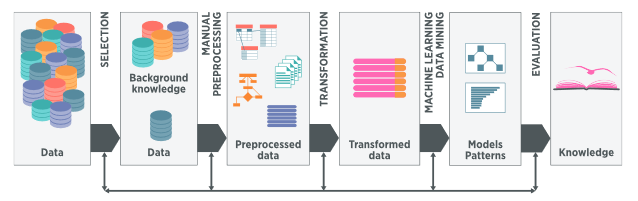 Data
SELECTION
Background
knowledge
Data
MANUAL
PREPROCESSING
Preprocessed
data
TRANSFORMATION
Transformed
data
MACHINE LEARNING
DATA MINING
Models
Patterns
EVALUATION
Knowledge